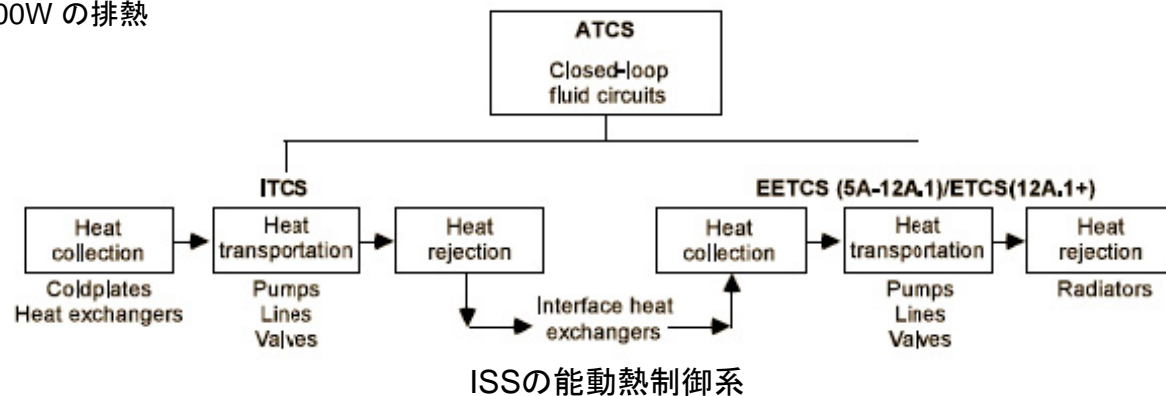 00W の排熱
ATCS
Closed-loop
fluid circuits
ITCS
EETCS (5A-12A.1)/ETCS(12A.1+)
Heat
collection
Heat
transportation
Heat
rejection
Heat
collection
Heat
transportation
Heat
rejection
Coldplates
Heat exchangers
Pumps
Lines
Valves
Interface heat
exchangers
Pumps
Lines
Valves
Radiators
ISSの能動熱制御系